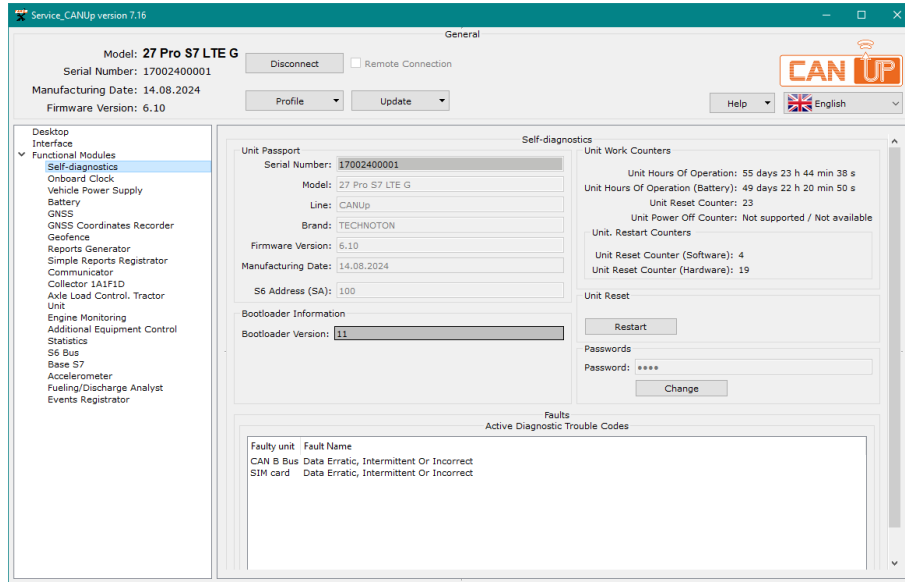 Service_CANUp version 7.16
General
Model: 27 Pro S7 LTE G
Serial Number: 17002400001
Manufacturing Date: 14.08.2024
Firmware Version: 6.10
Disconnect
Remote Connection
Profile
Update
CAN UP
Help
English
Desktop
Interface
Functional Modules
Self-diagnostics
Onboard Clock
Vehicle Power Supply
Battery
GNSS
GNSS Coordinates Recorder
Geofence
Reports Generator
Simple Reports Registrator
Communicator
Collector 1A1F1D
Axle Load Control. Tractor
Unit
Engine Monitoring
Additional Equipment Control
Statistics
S6 Bus
Base S7
Accelerometer
Fueling/Discharge Analyst
Events Registrator
Self-diagnostics
Unit Passport
Serial Number: 17002400001
Model: 27 Pro S7 LTE G
Line: CANUp
Brand: TECHNOTON
Firmware Version: 6.10
Manufacturing Date: 14.08.2024
S6 Address (SA): 100
Bootloader Information
Bootloader Version: 11
Unit Work Counters
Unit Hours Of Operation: 55 days 23 h 44 min 38 s
Unit Hours Of Operation (Battery): 49 days 22 h 20 min 50 s
Unit Reset Counter: 23
Unit Power Off Counter: Not supported / Not available
Unit. Restart Counters
Unit Reset Counter (Software): 4
Unit Reset Counter (Hardware): 19
Unit Reset
Restart
Passwords
Password: ****
Change
Faults
Active Diagnostic Trouble Codes
Faulty unit Fault Name
CAN B Bus Data Erratic, Intermittent Or Incorrect
SIM card Data Erratic, Intermittent Or Incorrect